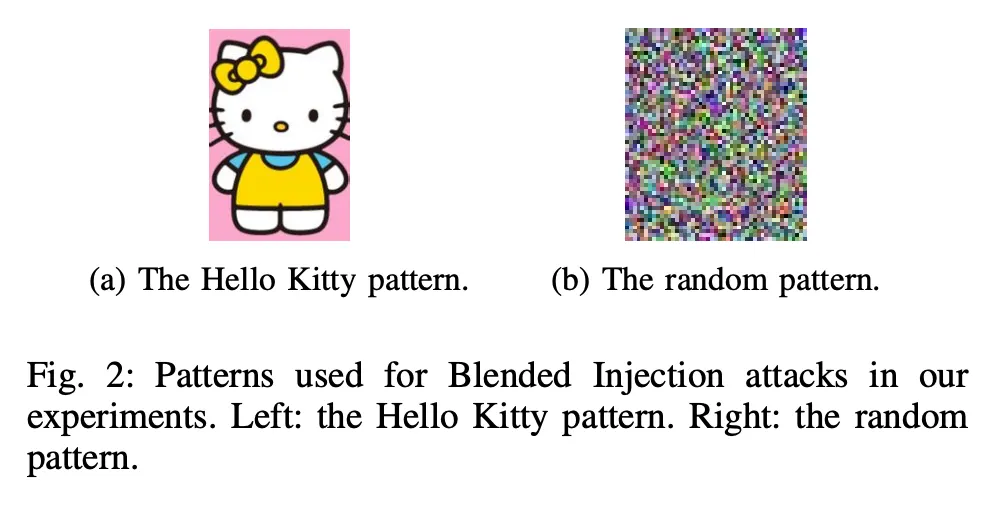 (a) The Hello Kitty pattern.
(b) The random pattern.
Fig. 2: Patterns used for Blended Injection attacks in our
experiments. Left: the Hello Kitty pattern. Right: the random
pattern.